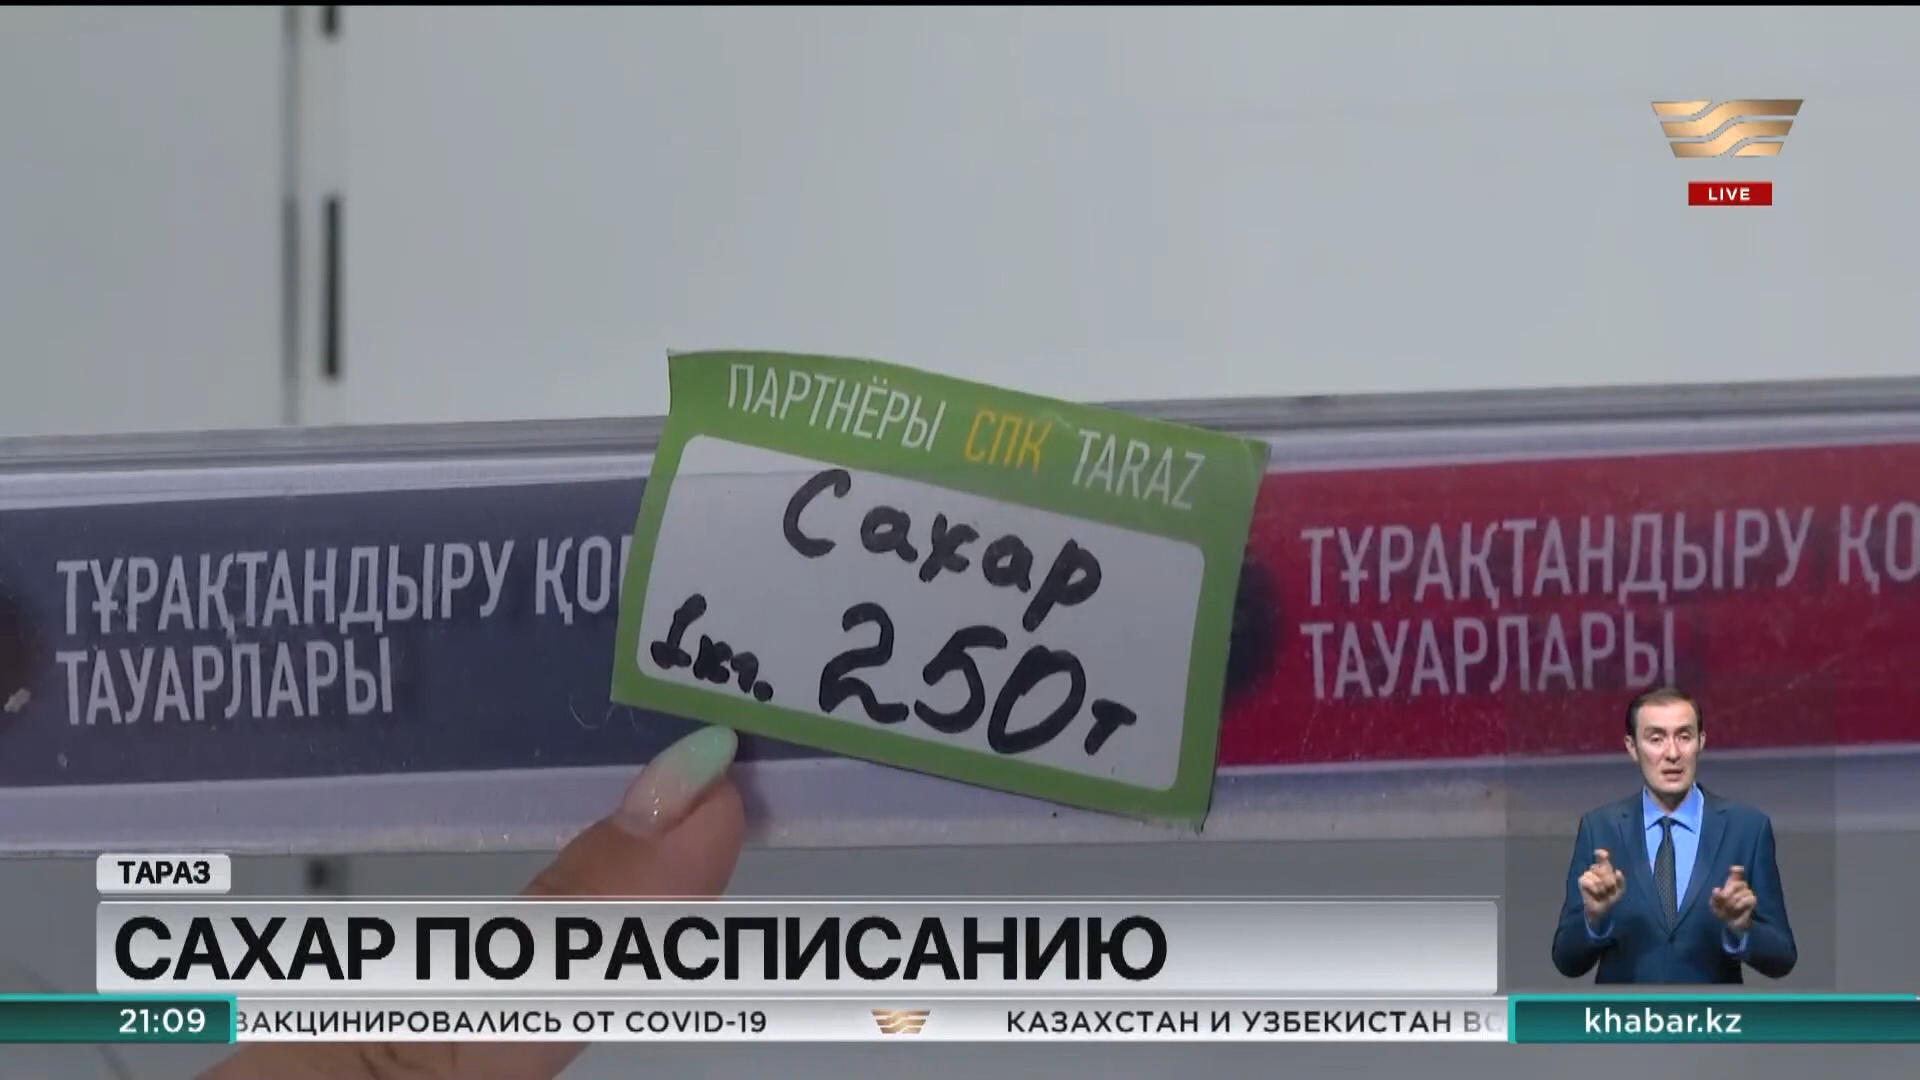 LIVE
ПАРТНЁРЫ СПК TARAZ
Сахар
1кг. 250т
ТҰРАҚТАНДЫРУ ҚО
ТАУАРЛАРЫ
ТҰРАҚТАНДЫРУ ҚО
ТАУАРЛАРЫ
ТАРАЗ
САХАР ПО РАСПИСАНИЮ
21:09 ВАКЦИНИРОВАЛИСЬ ОТ COVID-19 КАЗАХСТАН И УЗБЕКИСТАН khabar.kz